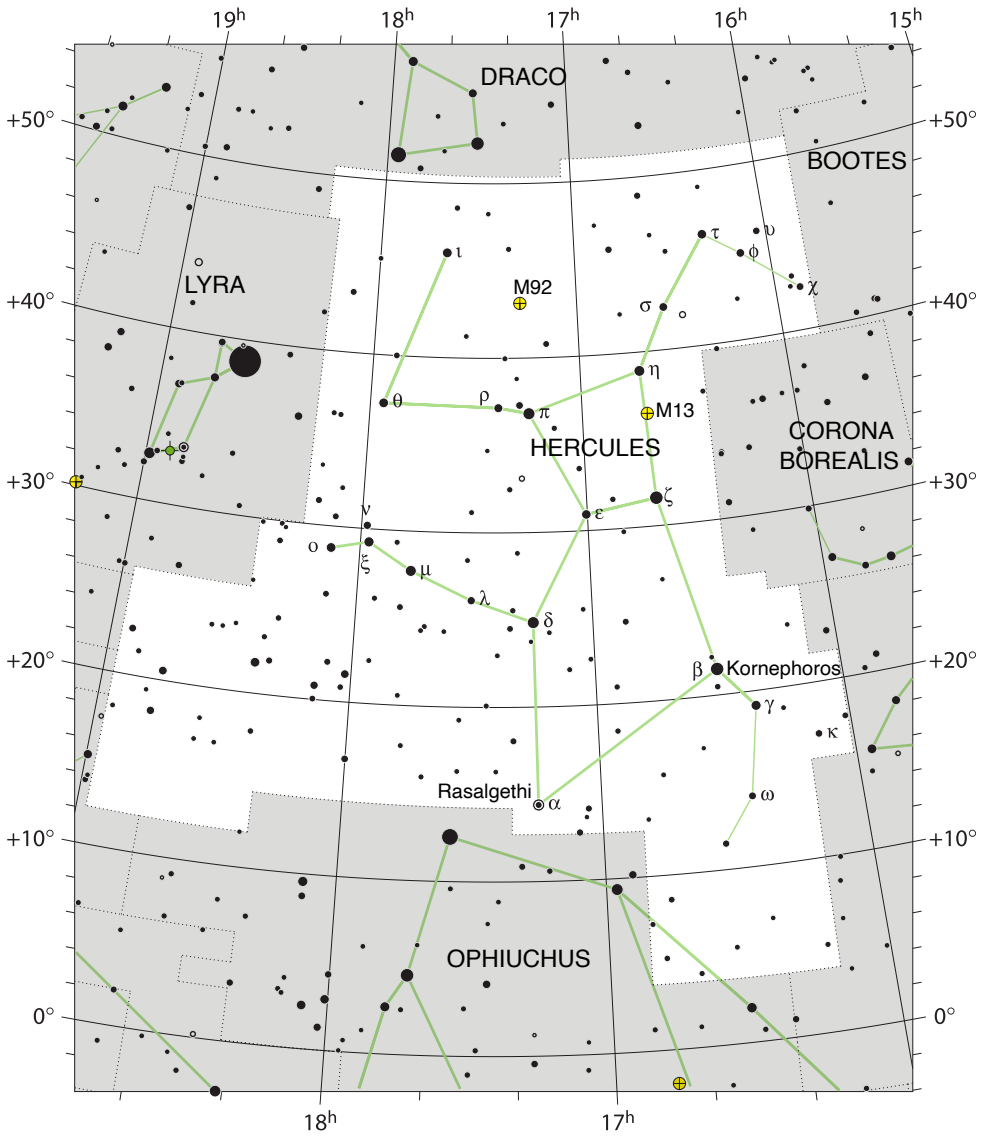 19h 18h 17h 16h 15h
DRACO
+50° +50°
BOOTES
τ υ
ι φ
LYRA
M92 χ
+40° σ +40°
η
θ ρ π M13
HERCULES CORONA
BOREALIS
+30° +30°
ζ
ν ε
ο
ξ
μ
λ
δ
+20° β Kornephoros +20°
γ
κ
Rasalgethi α ω
+10° +10°
OPHIUCHUS
0° 0°
18h 17h